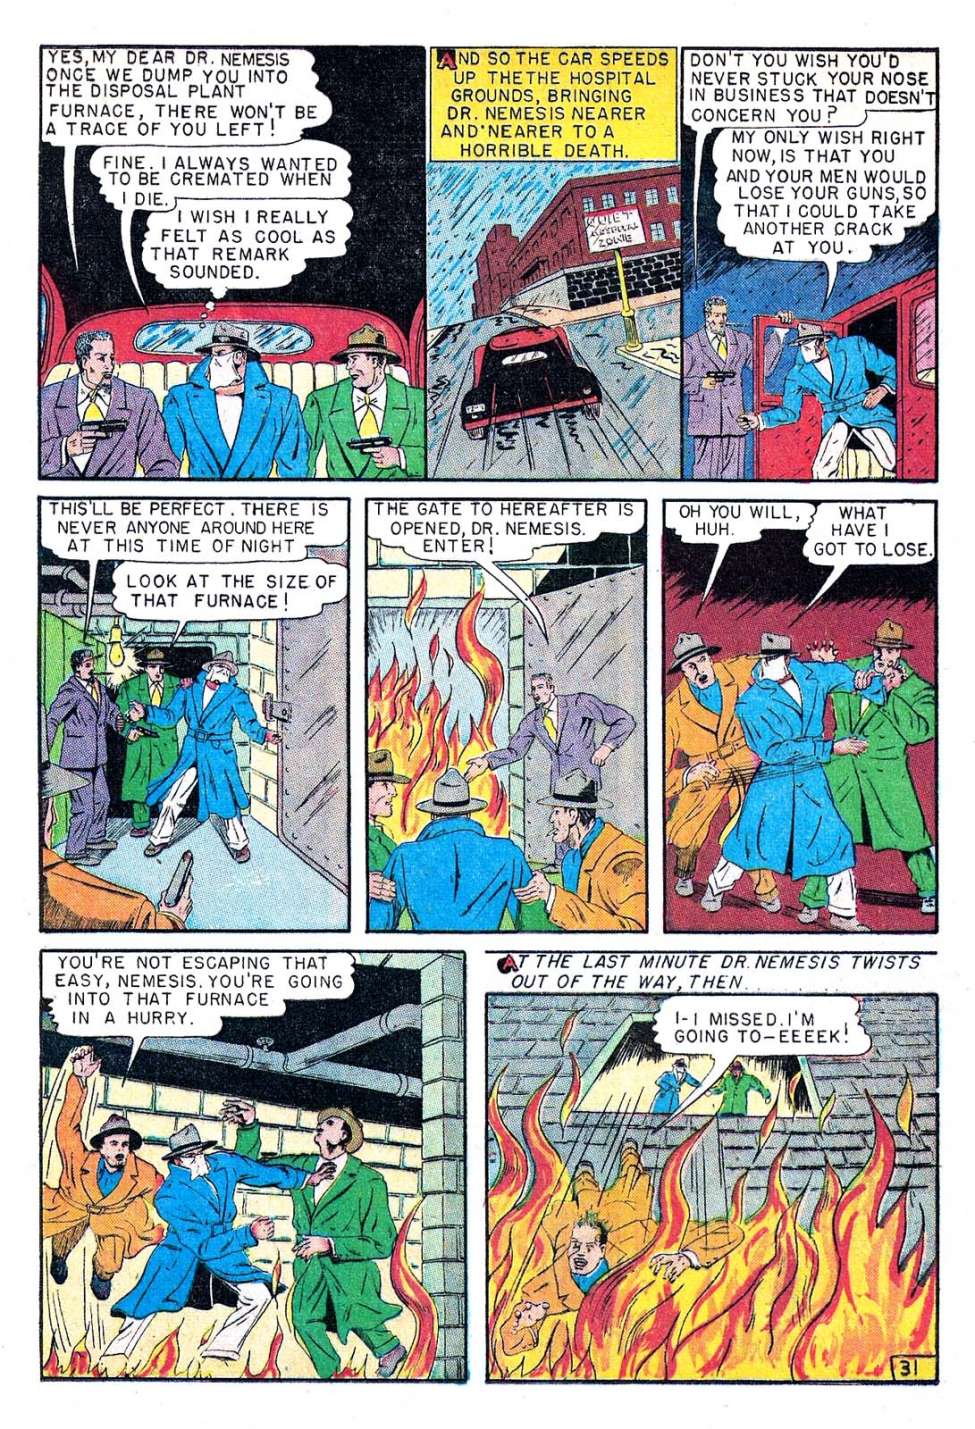 YES, MY DEAR DR. NEMESIS
ONCE WE DUMP YOU INTO
THE DISPOSAL PLANT
FURNACE, THERE WON'T BE
A TRACE OF YOU LEFT!
FINE. I ALWAYS WANTED
TO BE CREMATED WHEN
I DIE.
I WISH I REALLY
FELT AS COOL AS
THAT REMARK
SOUNDED.
AND SO THE CAR SPEEDS
UP THE THE HOSPITAL
GROUNDS, BRINGING
DR. NEMESIS NEARER
AND NEARER TO A
HORRIBLE DEATH.
QUIET
HOSPITAL
ZONE
DON'T YOU WISH YOU'D
NEVER STUCK YOUR NOSE
IN BUSINESS THAT DOESN'T
CONCERN YOU?
MY ONLY WISH RIGHT
NOW, IS THAT YOU
AND YOUR MEN WOULD
LOSE YOUR GUNS, SO
THAT I COULD TAKE
ANOTHER CRACK
AT YOU.
THIS'LL BE PERFECT. THERE IS
NEVER ANYONE AROUND HERE
AT THIS TIME OF NIGHT
LOOK AT THE SIZE OF
THAT FURNACE!
THE GATE TO HEREAFTER IS
OPENED, DR. NEMESIS.
ENTER!
OH YOU WILL,
HUH.
WHAT
HAVE I
GOT TO LOSE.
YOU'RE NOT ESCAPING THAT
EASY, NEMESIS. YOU'RE GOING
INTO THAT FURNACE
IN A HURRY.
AT THE LAST MINUTE DR. NEMESIS TWISTS
OUT OF THE WAY, THEN..........
I-I MISSED. I'M
GOING TO-EEEEK!
31